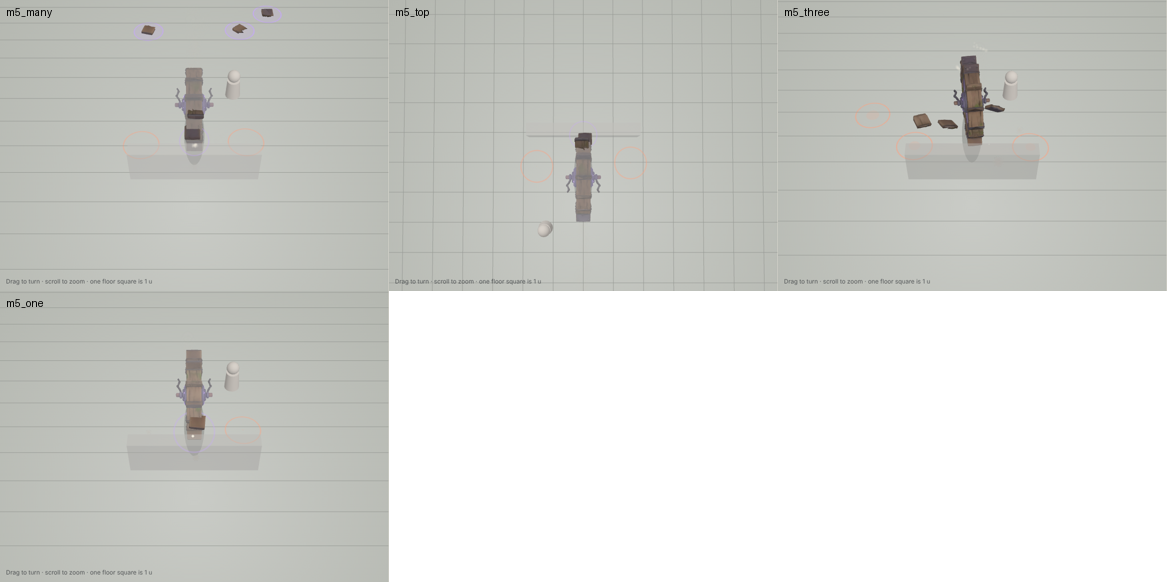 m5_many
m5_top
m5_three
Drag to turn - scroll to zoom - one floor square is 1 u
Drag to turn - scroll to zoom - one floor square is 1 u
Drag to turn - scroll to zoom - one floor square is 1 u
m5_one
Drag to turn - scroll to zoom - one floor square is 1 u